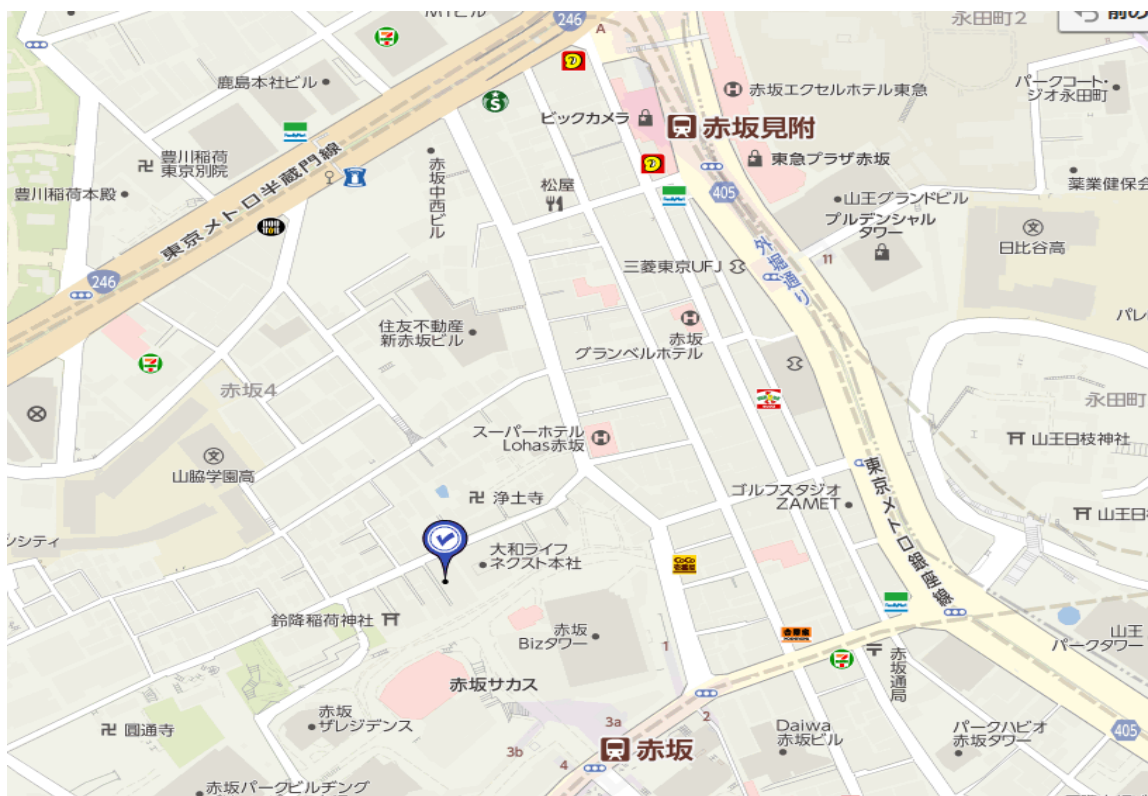 MTビル
246
永田町2
前の
A
鹿島本社ビル
ビックカメラ
赤坂エクセルホテル東急
パークコート・
ジオ永田町
赤坂見附
東急プラザ赤坂
豊川稲荷
東京別院
豊川稲荷本殿
東京メトロ半蔵門線
赤坂中西ビル
松屋
405
山王グランドビル
プルデンシャル
タワー
薬業健保会
日比谷高
11
外堀通り
三菱東京UFJ
246
住友不動産
新赤坂ビル
赤坂
グランベルホテル
パレ
赤坂4
永田町
スーパーホテル
Lohas赤坂
山王日枝神社
山脇学園高
浄土寺
ゴルフスタジオ
ZAMET
東京メトロ銀座線
山王日枝
ンシティ
大和ライフ
ネクスト本社
CoCo
壱番屋
FamilyMart
鈴降稲荷神社
赤坂
Bizタワー
1
吉野家
赤坂通局
山王
パークタワー
赤坂サカス
赤坂
ザレジデンス
圓通寺
3a
2
3b
4
赤坂
Daiwa
赤坂ビル
パークハビオ
赤坂タワー
405
赤坂パークビルヂング